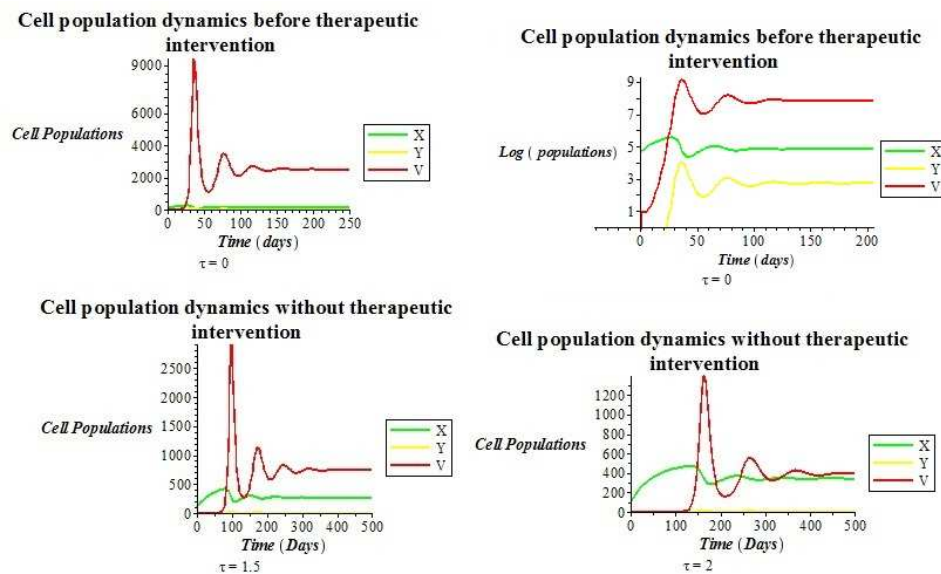 Cell population dynamics before therapeutic
intervention
9000
6000
4000
2000
0
Cell Populations
X
Y
V
0 50 100 150 200 250
Time (days)
τ = 0
Cell population dynamics before therapeutic
intervention
9
7
5
3
1
Log ( populations)
X
Y
V
0 50 100 150 200
Time (days)
τ = 0
Cell population dynamics without therapeutic
intervention
2500
2000
1500
1000
500
0
Cell Populations
X
Y
V
0 100 200 300 400 500
Time (Days)
τ = 1.5
Cell population dynamics without therapeutic
intervention
1200
1000
800
600
400
200
0
Cell Populations
X
Y
V
0 100 200 300 400 500
Time (Days)
τ = 2